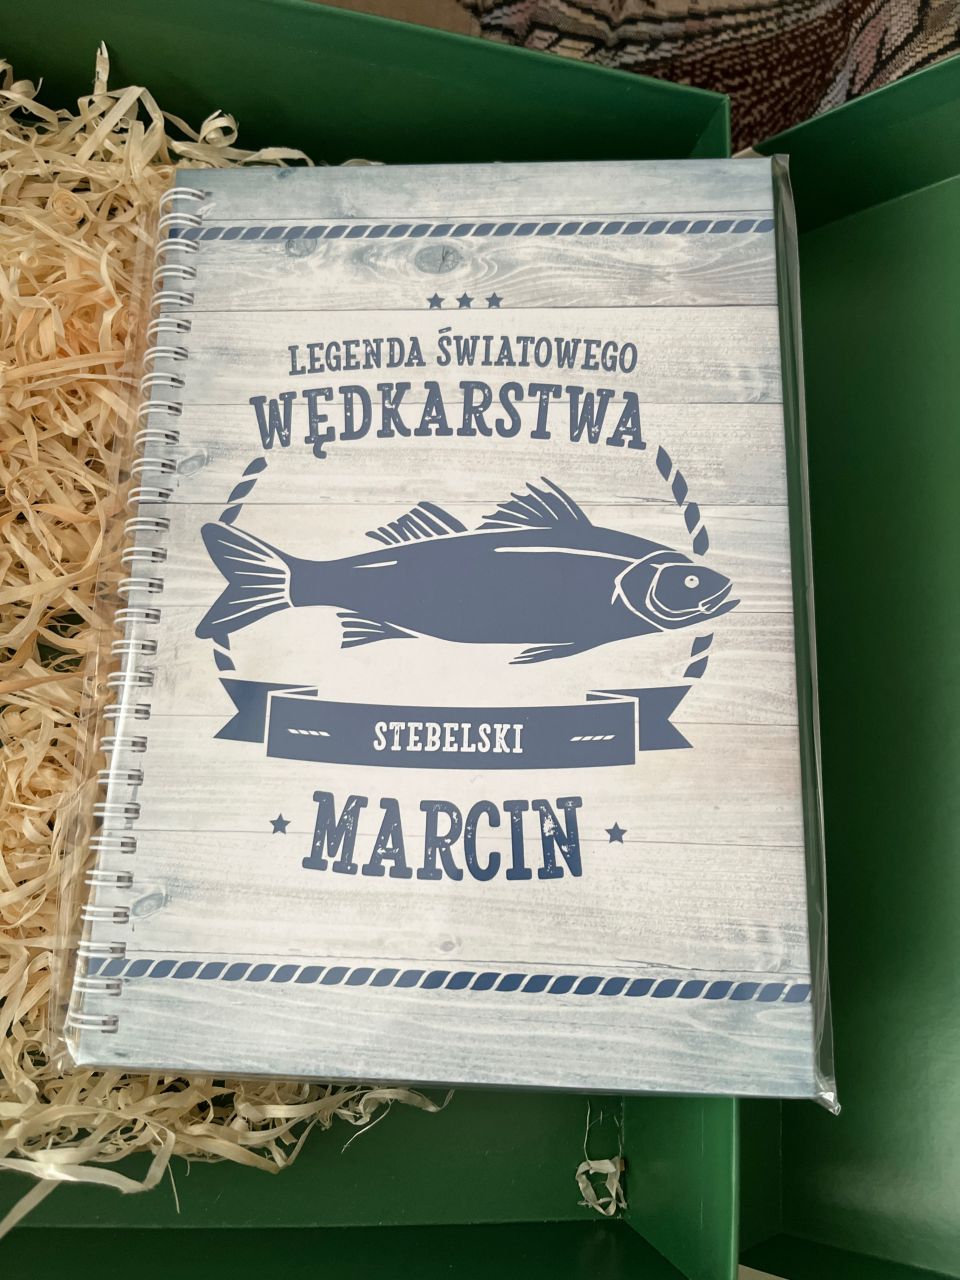 LEGENDA ŚWIATOWEGO
WĘDKARSTWA
STEBELSKI
MARCIN